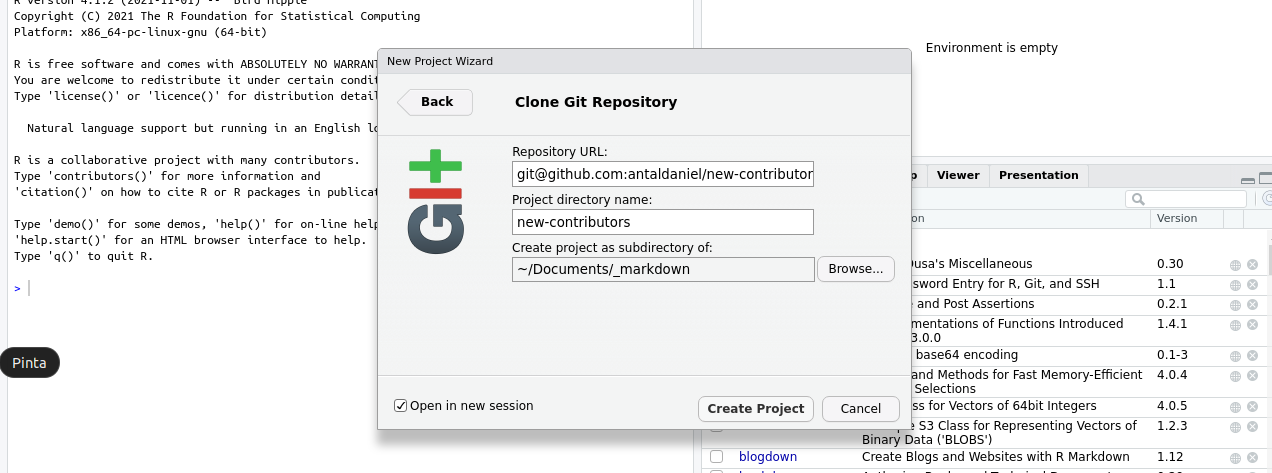 R version 4.1.2 (2021-11-01) -- "Bird Hippie"
Copyright (C) 2021 The R Foundation for Statistical Computing
Platform: x86_64-pc-linux-gnu (64-bit)
R is free software and comes with ABSOLUTELY NO WARRANT
You are welcome to redistribute it under certain condit
Type 'license()' or 'licence()' for distribution detail
Natural language support but running in an English lo
R is a collaborative project with many contributors.
Type 'contributors()' for more information and
'citation()' on how to cite R or R packages in publicat
Type 'demo()' for some demos, 'help()' for on-line help
'help.start()' for an HTML browser interface to help.
Type 'q()' to quit R.
>
Pinta
New Project Wizard
Back
Clone Git Repository
Git
Repository URL:
git@github.com:antaldaniel/new-contributor
Project directory name:
new-contributors
Create project as subdirectory of:
~/Documents/_markdown
Browse...
Open in new session
Create Project
Cancel
Environment is empty
p
Viewer
Presentation
on
Version
Dusa's Miscellaneous 0.30
sword Entry for R, Git, and SSH 1.1
e and Post Assertions 0.2.1
mentations of Functions Introduced 1.4.1
3.0.0
base64 encoding 0.1-3
and Methods for Fast Memory-Efficient 4.0.4
Selections
ss for Vectors of 64bit Integers 4.0.5
e S3 Class for Representing Vectors of 1.2.3
Binary Data ('BLOBS')
blogdown Create Blogs and Websites with R Markdown 1.12